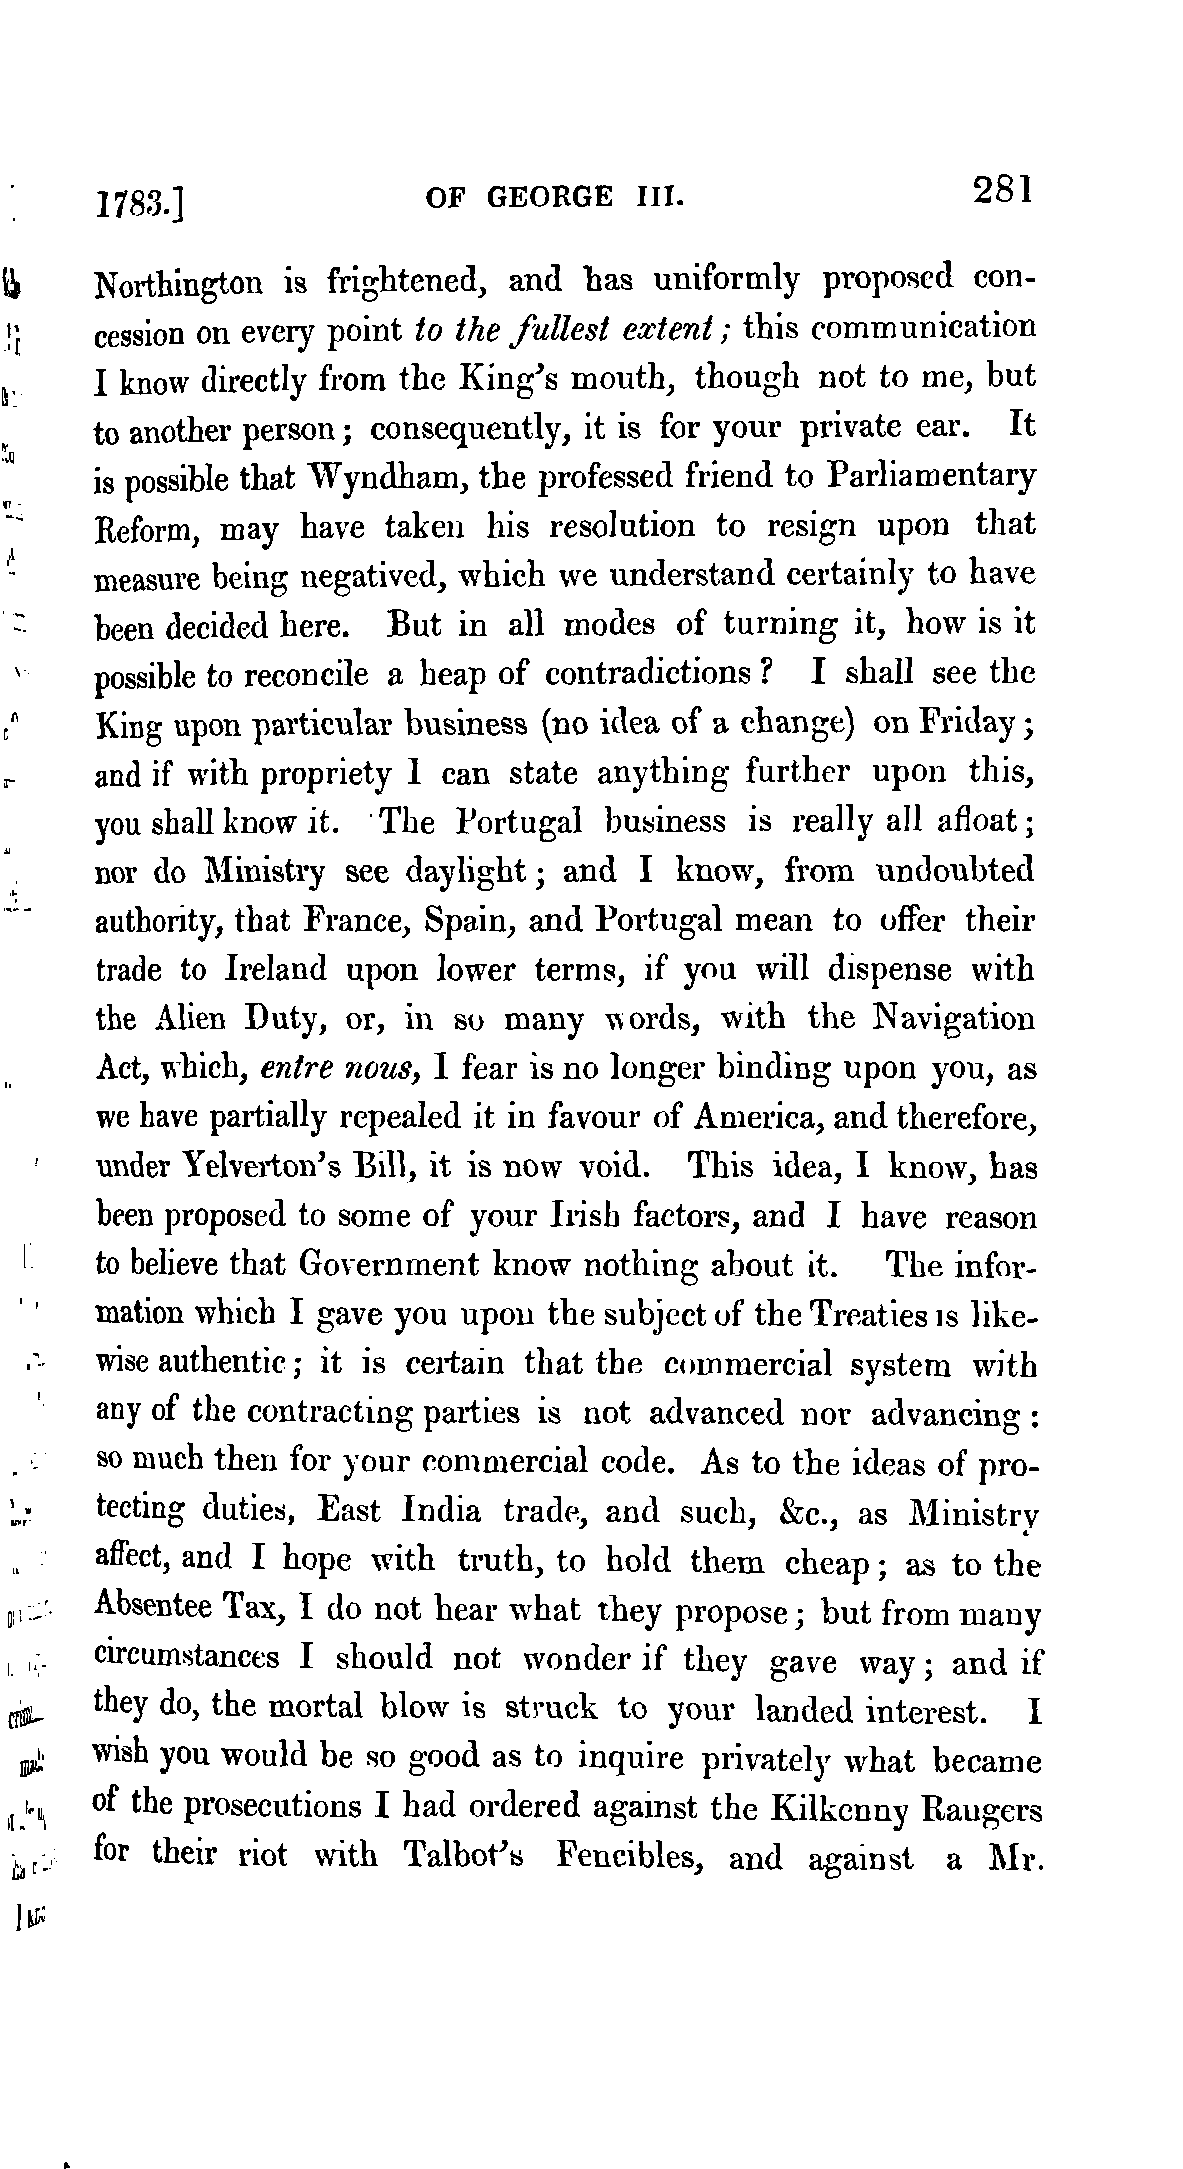 1783.] OF GEORGE III. 281
Northington is frightened, and has uniformly proposed con-
cession on every point to the fullest extent; this communication
I know directly from the King's mouth, though not to me, but
to another person; consequently, it is for your private ear. It
is possible that Wyndham, the professed friend to Parliamentary
Reform, may have taken his resolution to resign upon that
measure being negatived, which we understand certainly to have
been decided here. But in all modes of turning it, how is it
possible to reconcile a heap of contradictions? I shall see the
King upon particular business (no idea of a change) on Friday;
and if with propriety I can state anything further upon this,
you shall know it. The Portugal business is really all afloat;
nor do Ministry see daylight; and I know, from undoubted
authority, that France, Spain, and Portugal mean to offer their
trade to Ireland upon lower terms, if you will dispense with
the Alien Duty, or, in so many words, with the Navigation
Act, which, entre nous, I fear is no longer binding upon you, as
we have partially repealed it in favour of America, and therefore,
under Yelverton's Bill, it is now void. This idea, I know, has
been proposed to some of your Irish factors, and I have reason
to believe that Government know nothing about it. The infor-
mation which I gave you upon the subject of the Treaties is like-
wise authentic; it is certain that the commercial system with
any of the contracting parties is not advanced nor advancing:
so much then for your commercial code. As to the ideas of pro-
tecting duties, East India trade, and such, &c., as Ministry
affect, and I hope with truth, to hold them cheap; as to the
Absentee Tax, I do not hear what they propose; but from many
circumstances I should not wonder if they gave way; and if
they do, the mortal blow is struck to your landed interest. I
wish you would be so good as to inquire privately what became
of the prosecutions I had ordered against the Kilkenny Rangers
for their riot with Talbot's Fencibles, and against a Mr.